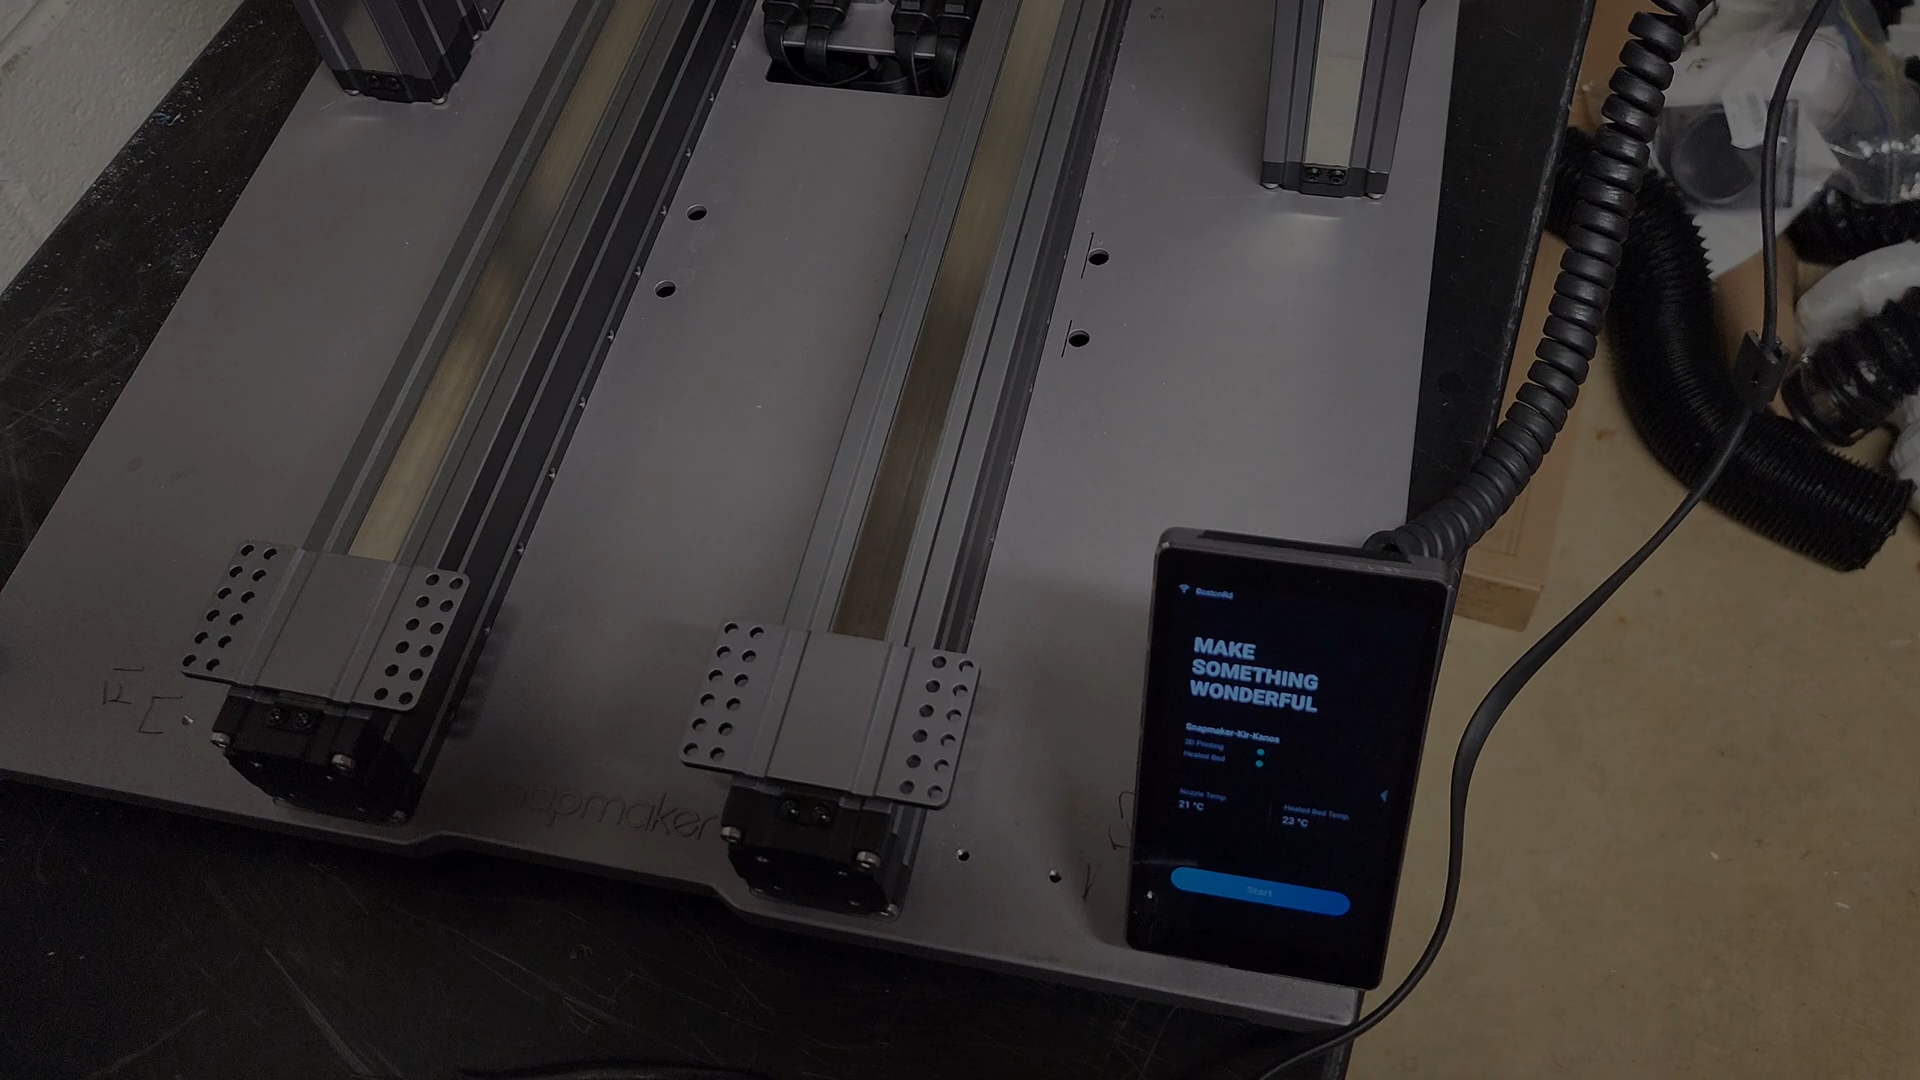 BostonRd
MAKE
SOMETHING
WONDERFUL
Snapmaker-Kir-Kanos
3D Printing
Heated Bed
Nozzle Temp.
21 °C
Heated Bed Temp.
23 °C
Start
snapmaker